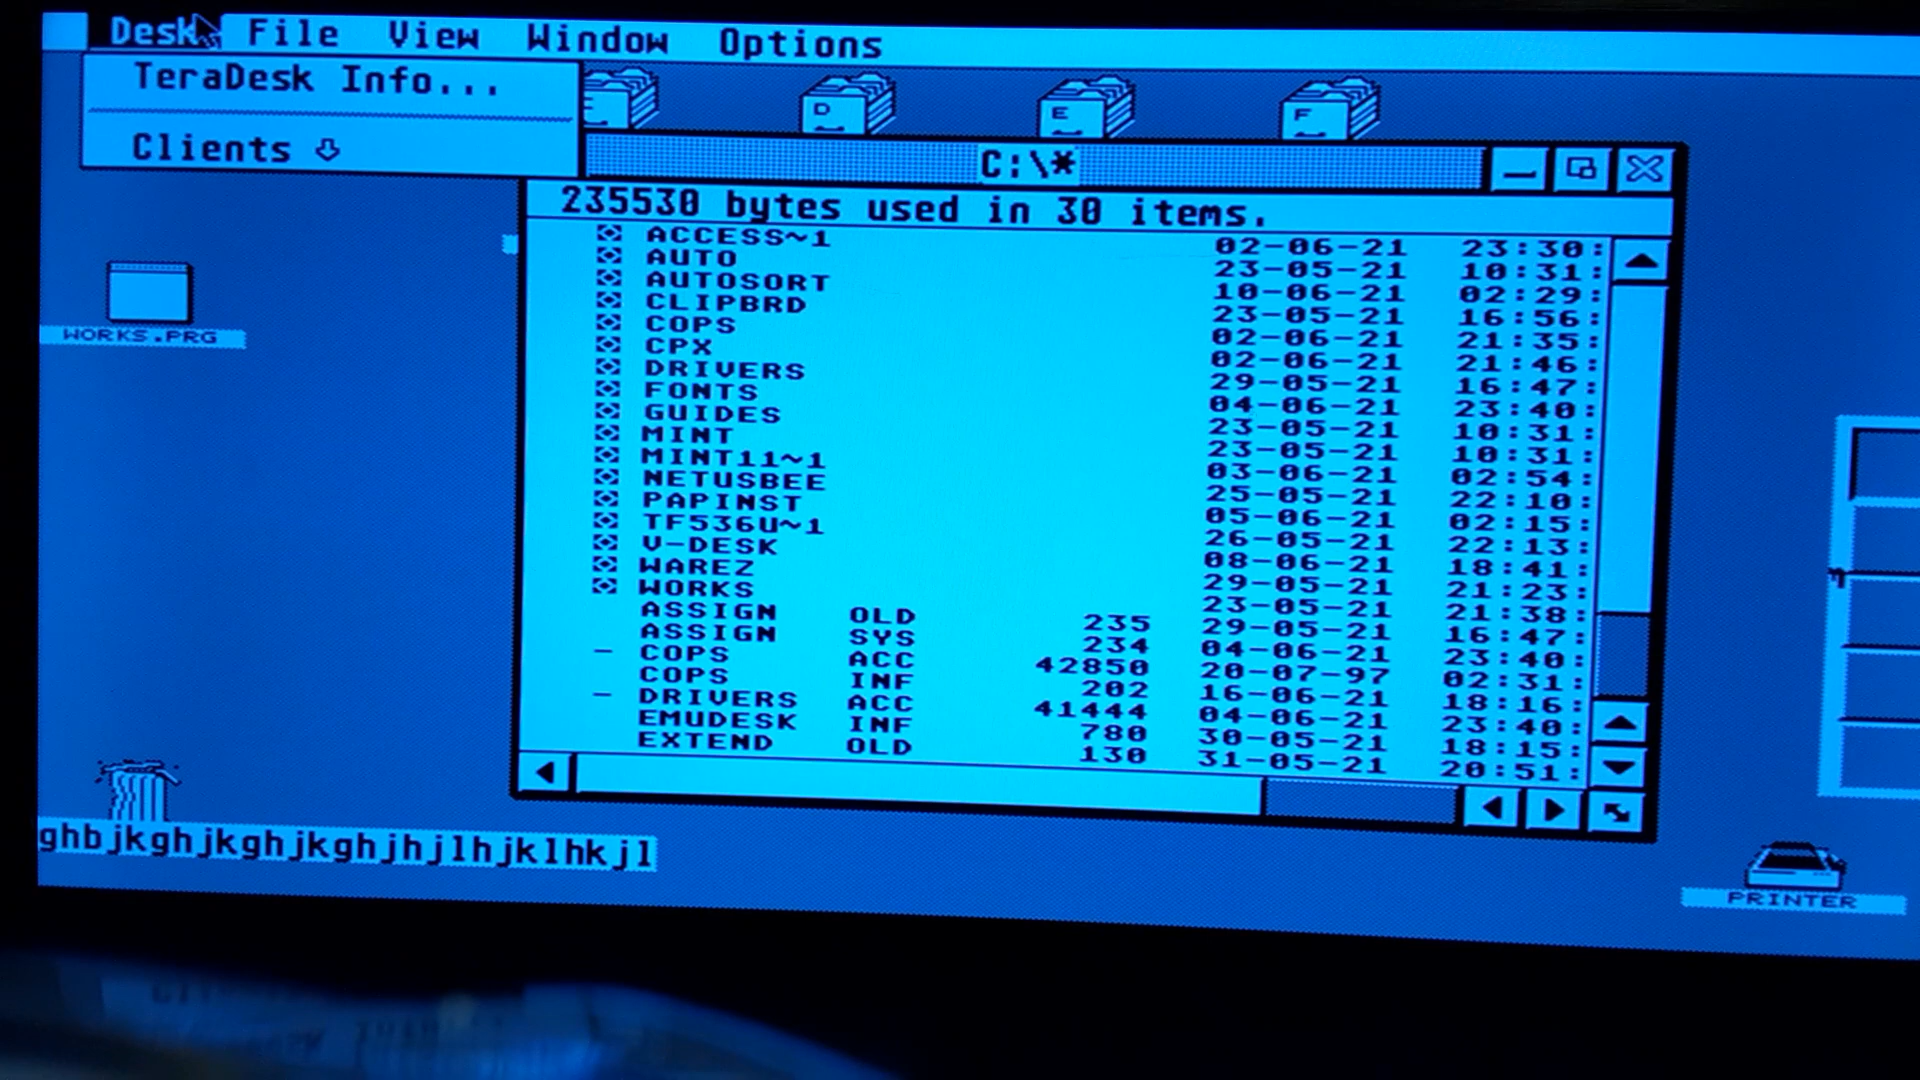 Desk File View Window Options
TeraDesk Info...
Clients ⇩
D
E
F
C:\*
235530 bytes used in 30 items.
ACCESS~1 02-06-21 23:30:
AUTO 23-05-21 10:31:
AUTOSORT 10-06-21 02:29:
CLIPBRD 23-05-21 16:56:
COPS 02-06-21 21:35:
CPX 02-06-21 21:46:
DRIVERS 29-05-21 16:47:
FONTS 04-06-21 23:40:
GUIDES 23-05-21 10:31:
MINT 23-05-21 10:31:
MINT11~1 03-06-21 02:54:
NETUSBEE 25-05-21 22:10:
PAPINST 05-06-21 02:15:
TF536U~1 26-05-21 22:13:
V-DESK 08-06-21 18:41:
WAREZ 29-05-21 21:23:
WORKS 23-05-21 21:38:
ASSIGN OLD 235 29-05-21 16:47:
ASSIGN SYS 234 04-06-21 23:40:
- COPS ACC 42850 20-07-97 02:31:
COPS INF 202 16-06-21 18:16:
- DRIVERS ACC 41444 04-06-21 23:40:
EMUDESK INF 780 30-05-21 18:15:
EXTEND OLD 130 31-05-21 20:51:
WORKS.PRG
ghbjkghjkghjkghjhjlhjklhkjl
PRINTER